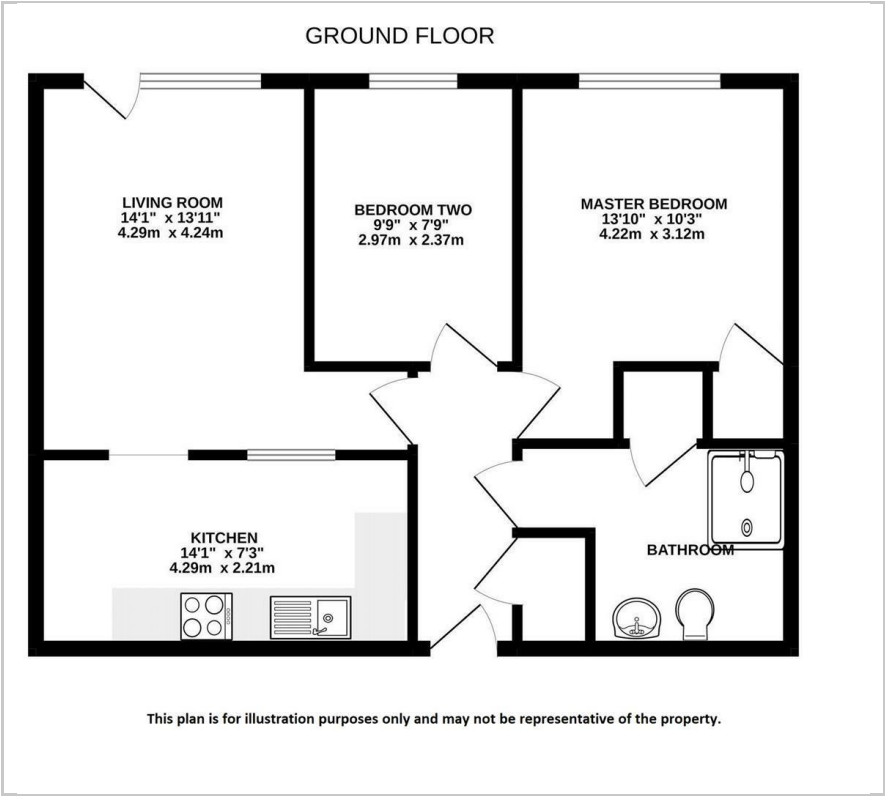 GROUND FLOOR
LIVING ROOM
14'1" x 13'11"
4.29m x 4.24m
BEDROOM TWO
9'9" x 7'9"
2.97m x 2.37m
MASTER BEDROOM
13'10" x 10'3"
4.22m x 3.12m
KITCHEN
14'1" x 7'3"
4.29m x 2.21m
BATHROOM
This plan is for illustration purposes only and may not be representative of the property.